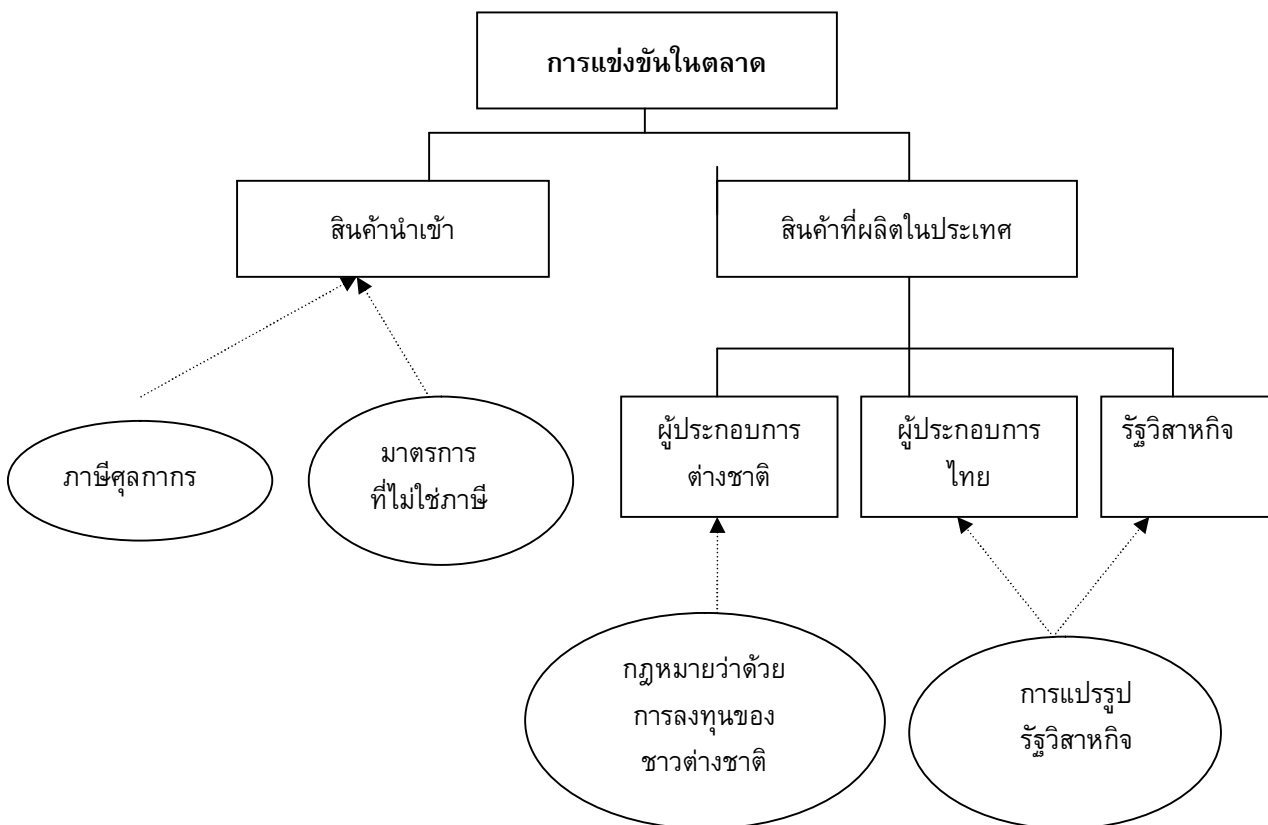 การแข่งขันในตลาด
สินค้านำเข้า
สินค้าที่ผลิตในประเทศ
ผู้ประกอบการ
ต่างชาติ
ผู้ประกอบการ
ไทย
รัฐวิสาหกิจ
ภาษีศุลกากร
มาตรการ
ที่ไม่ใช่ภาษี
กฎหมายว่าด้วย
การลงทุนของ
ชาวต่างชาติ
การแปรรูป
รัฐวิสาหกิจ